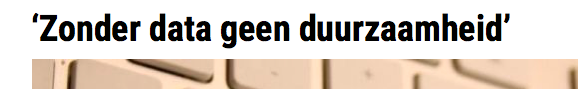 ‘Zonder data geen duurzaamheid’